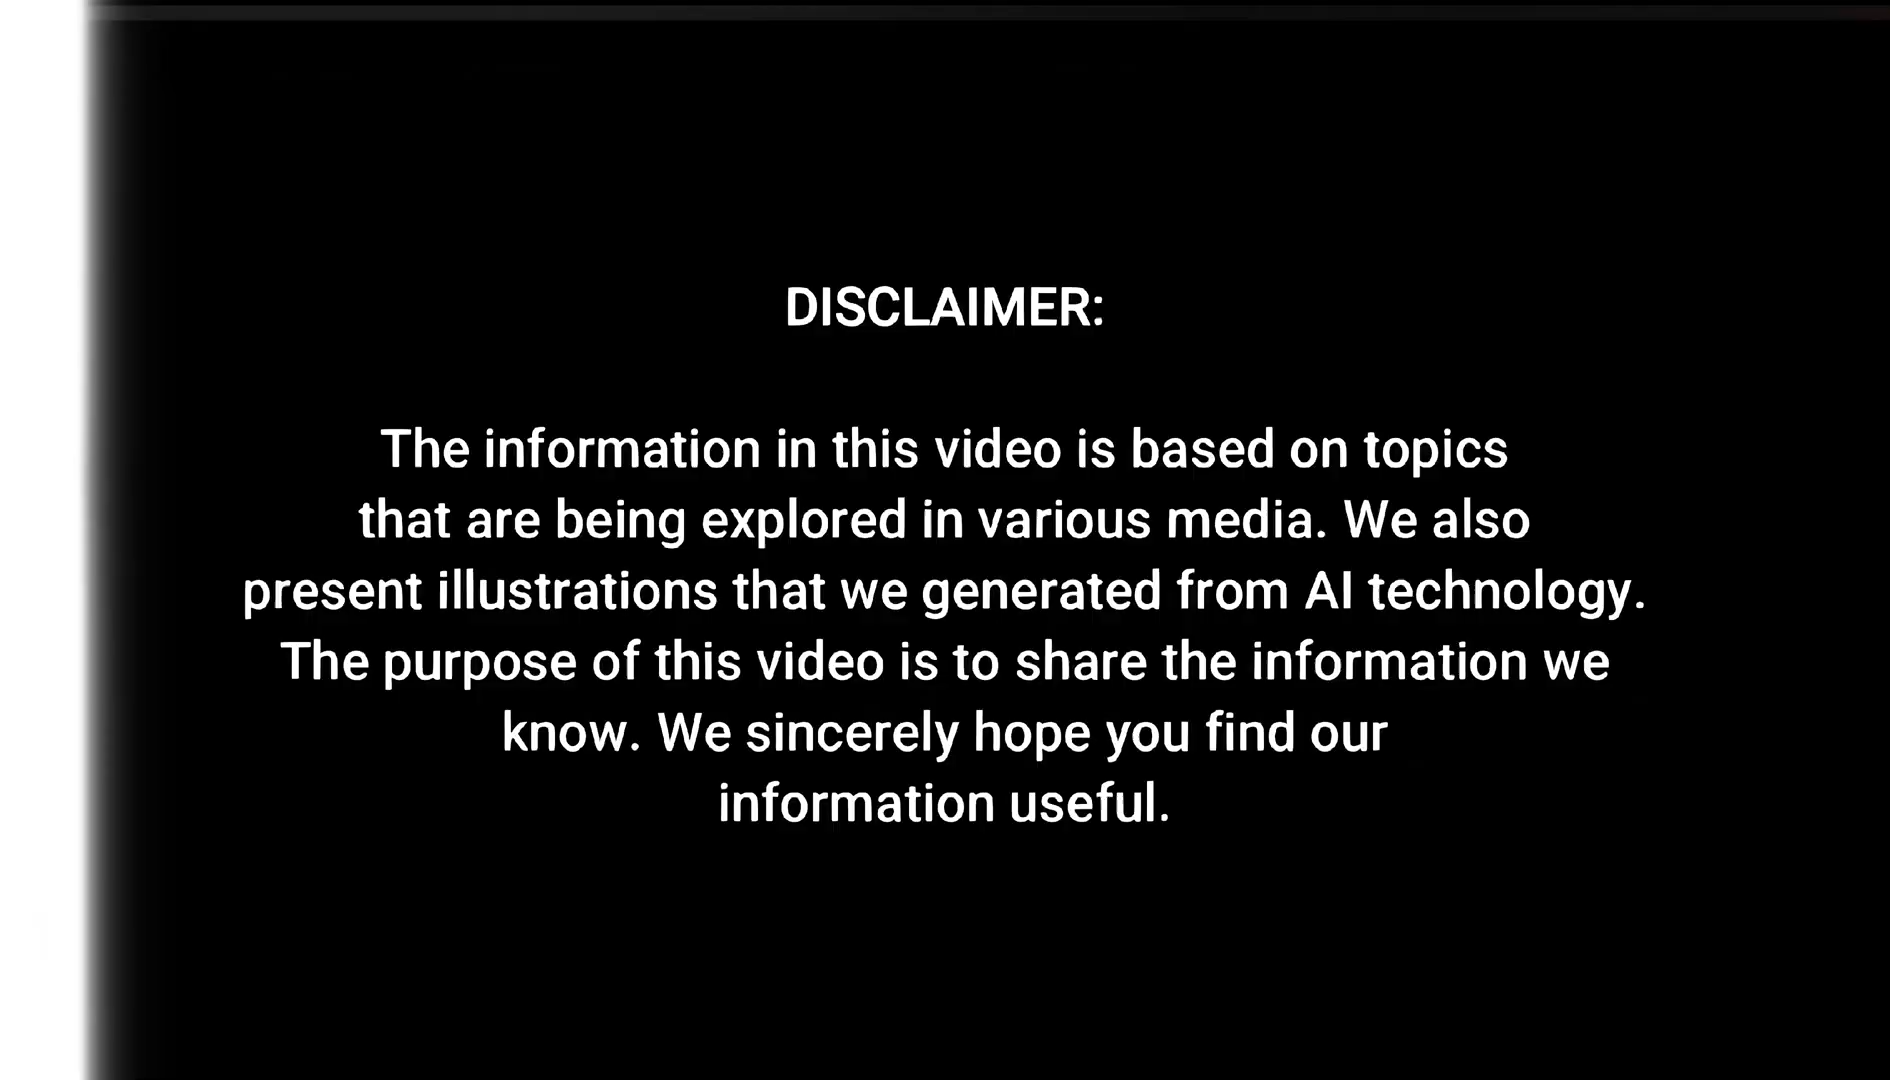 DISCLAIMER:
The information in this video is based on topics
that are being explored in various media. We also
present illustrations that we generated from AI technology.
The purpose of this video is to share the information we
know. We sincerely hope you find our
information useful.